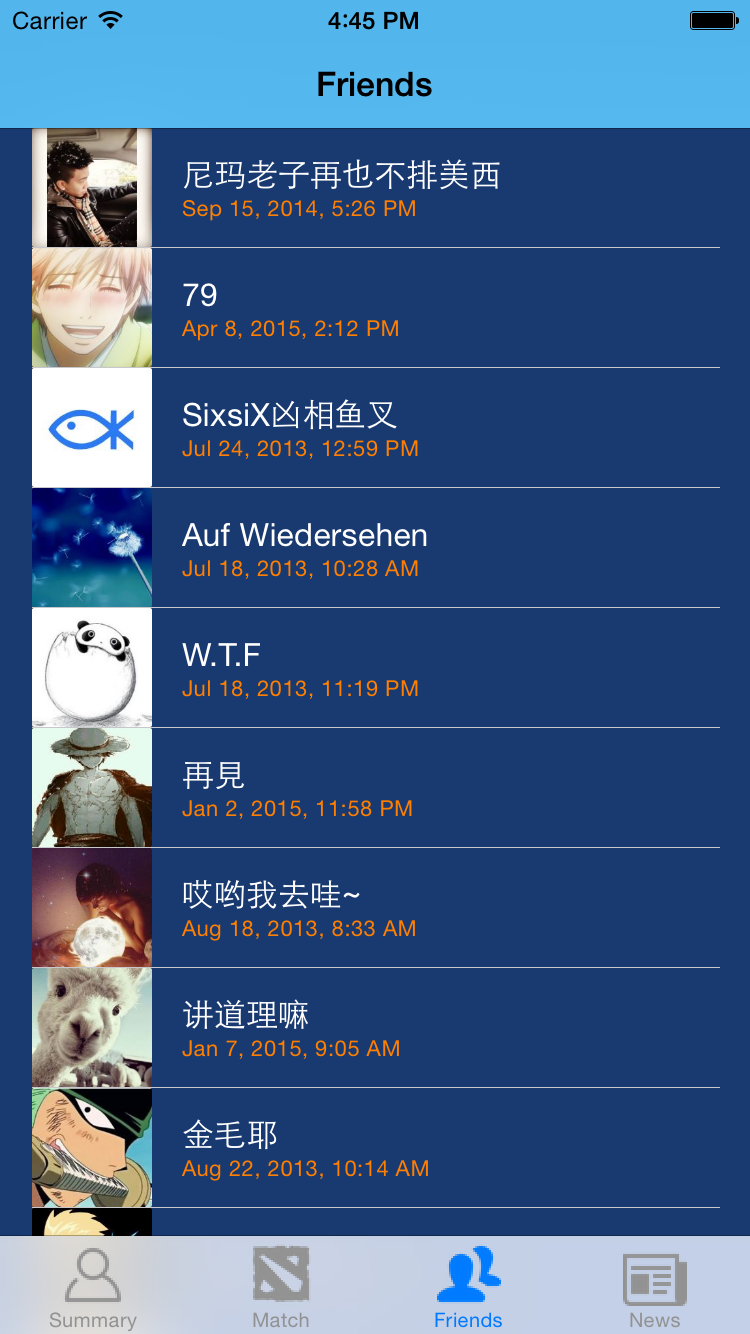 Carrier 4:45 PM
Friends
尼玛老子再也不排美西
Sep 15, 2014, 5:26 PM
79
Apr 8, 2015, 2:12 PM
SixsiX凶相鱼叉
Jul 24, 2013, 12:59 PM
Auf Wiedersehen
Jul 18, 2013, 10:28 AM
W.T.F
Jul 18, 2013, 11:19 PM
再見
Jan 2, 2015, 11:58 PM
哎哟我去哇~
Aug 18, 2013, 8:33 AM
讲道理嘛
Jan 7, 2015, 9:05 AM
金毛耶
Aug 22, 2013, 10:14 AM
Summary Match Friends News